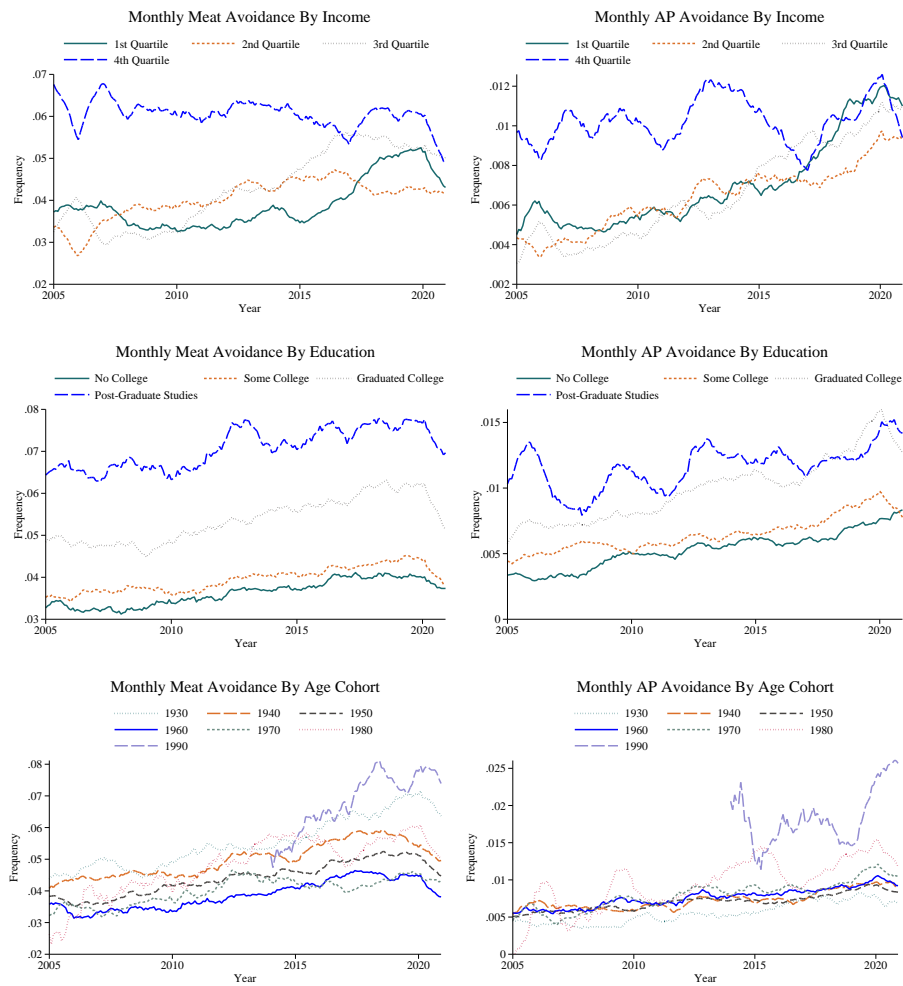 Monthly Meat Avoidance By Income
1st Quartile 2nd Quartile 3rd Quartile
4th Quartile
.07
.06
.05
.04
.03
.02
Frequency
2005 2010 2015 2020
Year
Monthly AP Avoidance By Income
1st Quartile 2nd Quartile 3rd Quartile
4th Quartile
.012
.01
.008
.006
.004
.002
Frequency
2005 2010 2015 2020
Year
Monthly Meat Avoidance By Education
No College Some College Graduated College
Post-Graduate Studies
.08
.07
.06
.05
.04
.03
Frequency
2005 2010 2015 2020
Year
Monthly AP Avoidance By Education
No College Some College Graduated College
Post-Graduate Studies
.015
.01
.005
0
Frequency
2005 2010 2015 2020
Year
Monthly Meat Avoidance By Age Cohort
1930 1940 1950
1960 1970 1980
1990
.08
.07
.06
.05
.04
.03
.02
Frequency
2005 2010 2015 2020
Year
Monthly AP Avoidance By Age Cohort
1930 1940 1950
1960 1970 1980
1990
.025
.02
.015
.01
.005
0
Frequency
2005 2010 2015 2020
Year